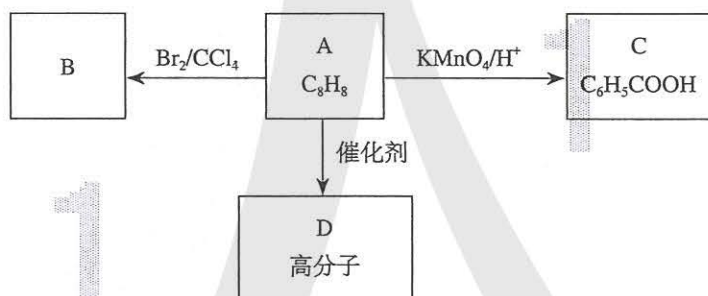 B
Br₂/CCl₄
A
C₈H₈
KMnO₄/H⁺
C
C₆H₅COOH
催化剂
D
高分子